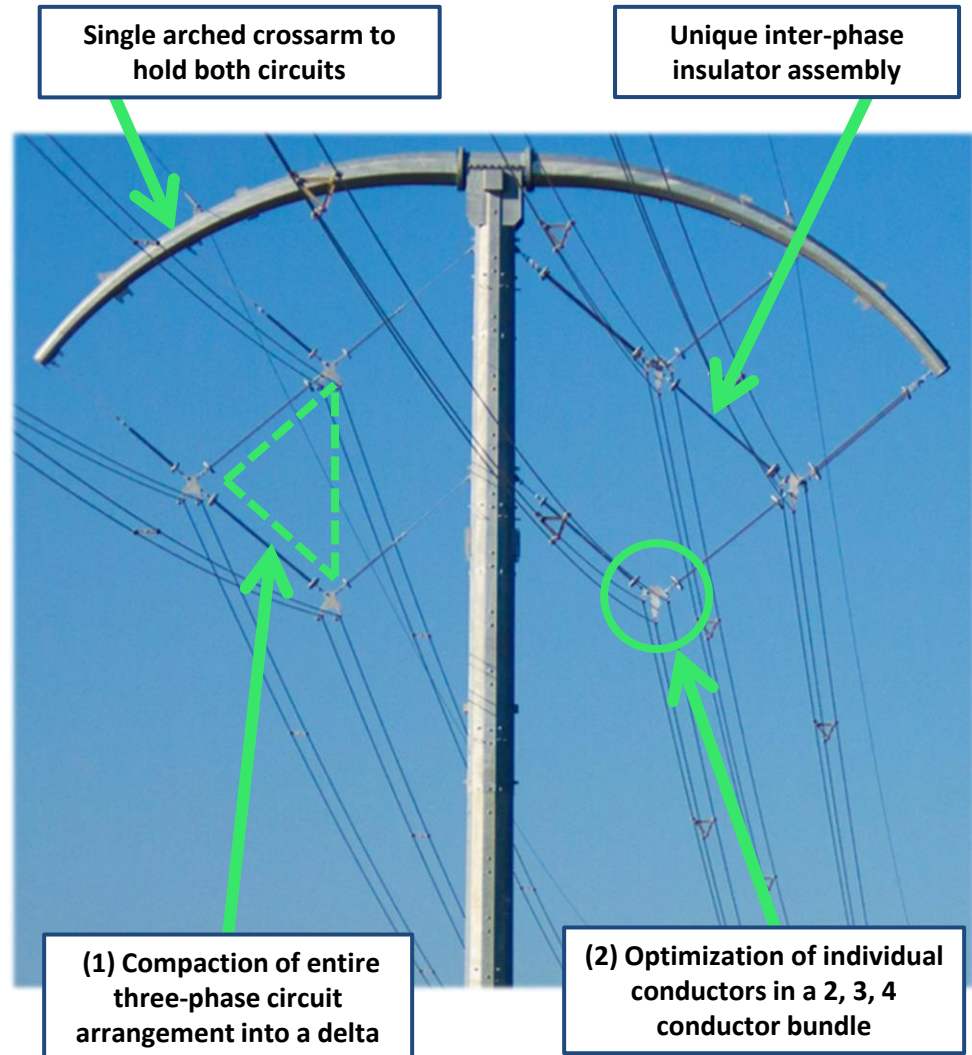 Single arched crossarm to
hold both circuits
Unique inter-phase
insulator assembly
(1) Compaction of entire
three-phase circuit
arrangement into a delta
(2) Optimization of individual
conductors in a 2, 3, 4
conductor bundle